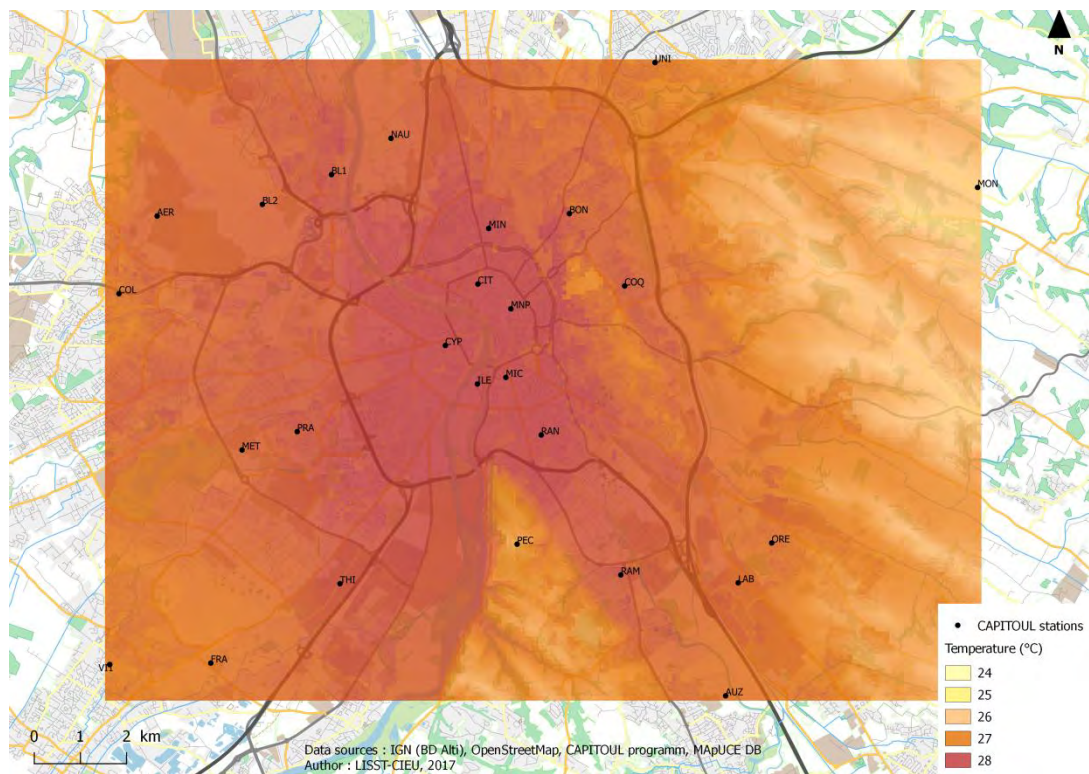 N
UNI
NAU
BL1
MON
BL2
AER
BON
MIN
CIT
COQ
COL
MNP
CYP
MIC
ILE
PRA
RAN
MET
PEC
ORE
RAM
THI
LAB
FRA
AUZ
CAPITOUL stations
Temperature (°C)
24
25
26
27
28
0 1 2 km
Data sources : IGN (BD Alti), OpenStreetMap, CAPITOUL programm, MApUCE DB
Author : LISST-CIEU, 2017